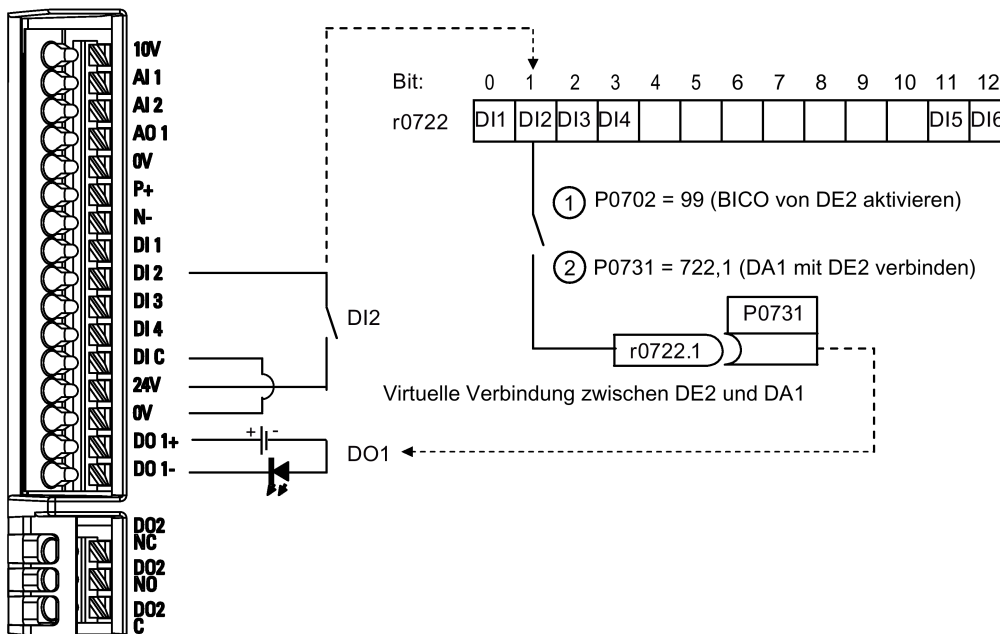 10V
AI 1
AI 2
AO 1
0V
P+
N-
DI 1
DI 2
DI 3
DI 4
DI C
24V
0V
DO 1+
DO 1-
DO2
NC
DO2
NO
DO2
C
DI2
+ -
DO1
Bit: 0 1 2 3 4 5 6 7 8 9 10 11 12
r0722 DI1 DI2 DI3 DI4 DI5 DI6
1 P0702 = 99 (BICO von DE2 aktivieren)
2 P0731 = 722,1 (DA1 mit DE2 verbinden)
P0731
r0722.1
Virtuelle Verbindung zwischen DE2 und DA1